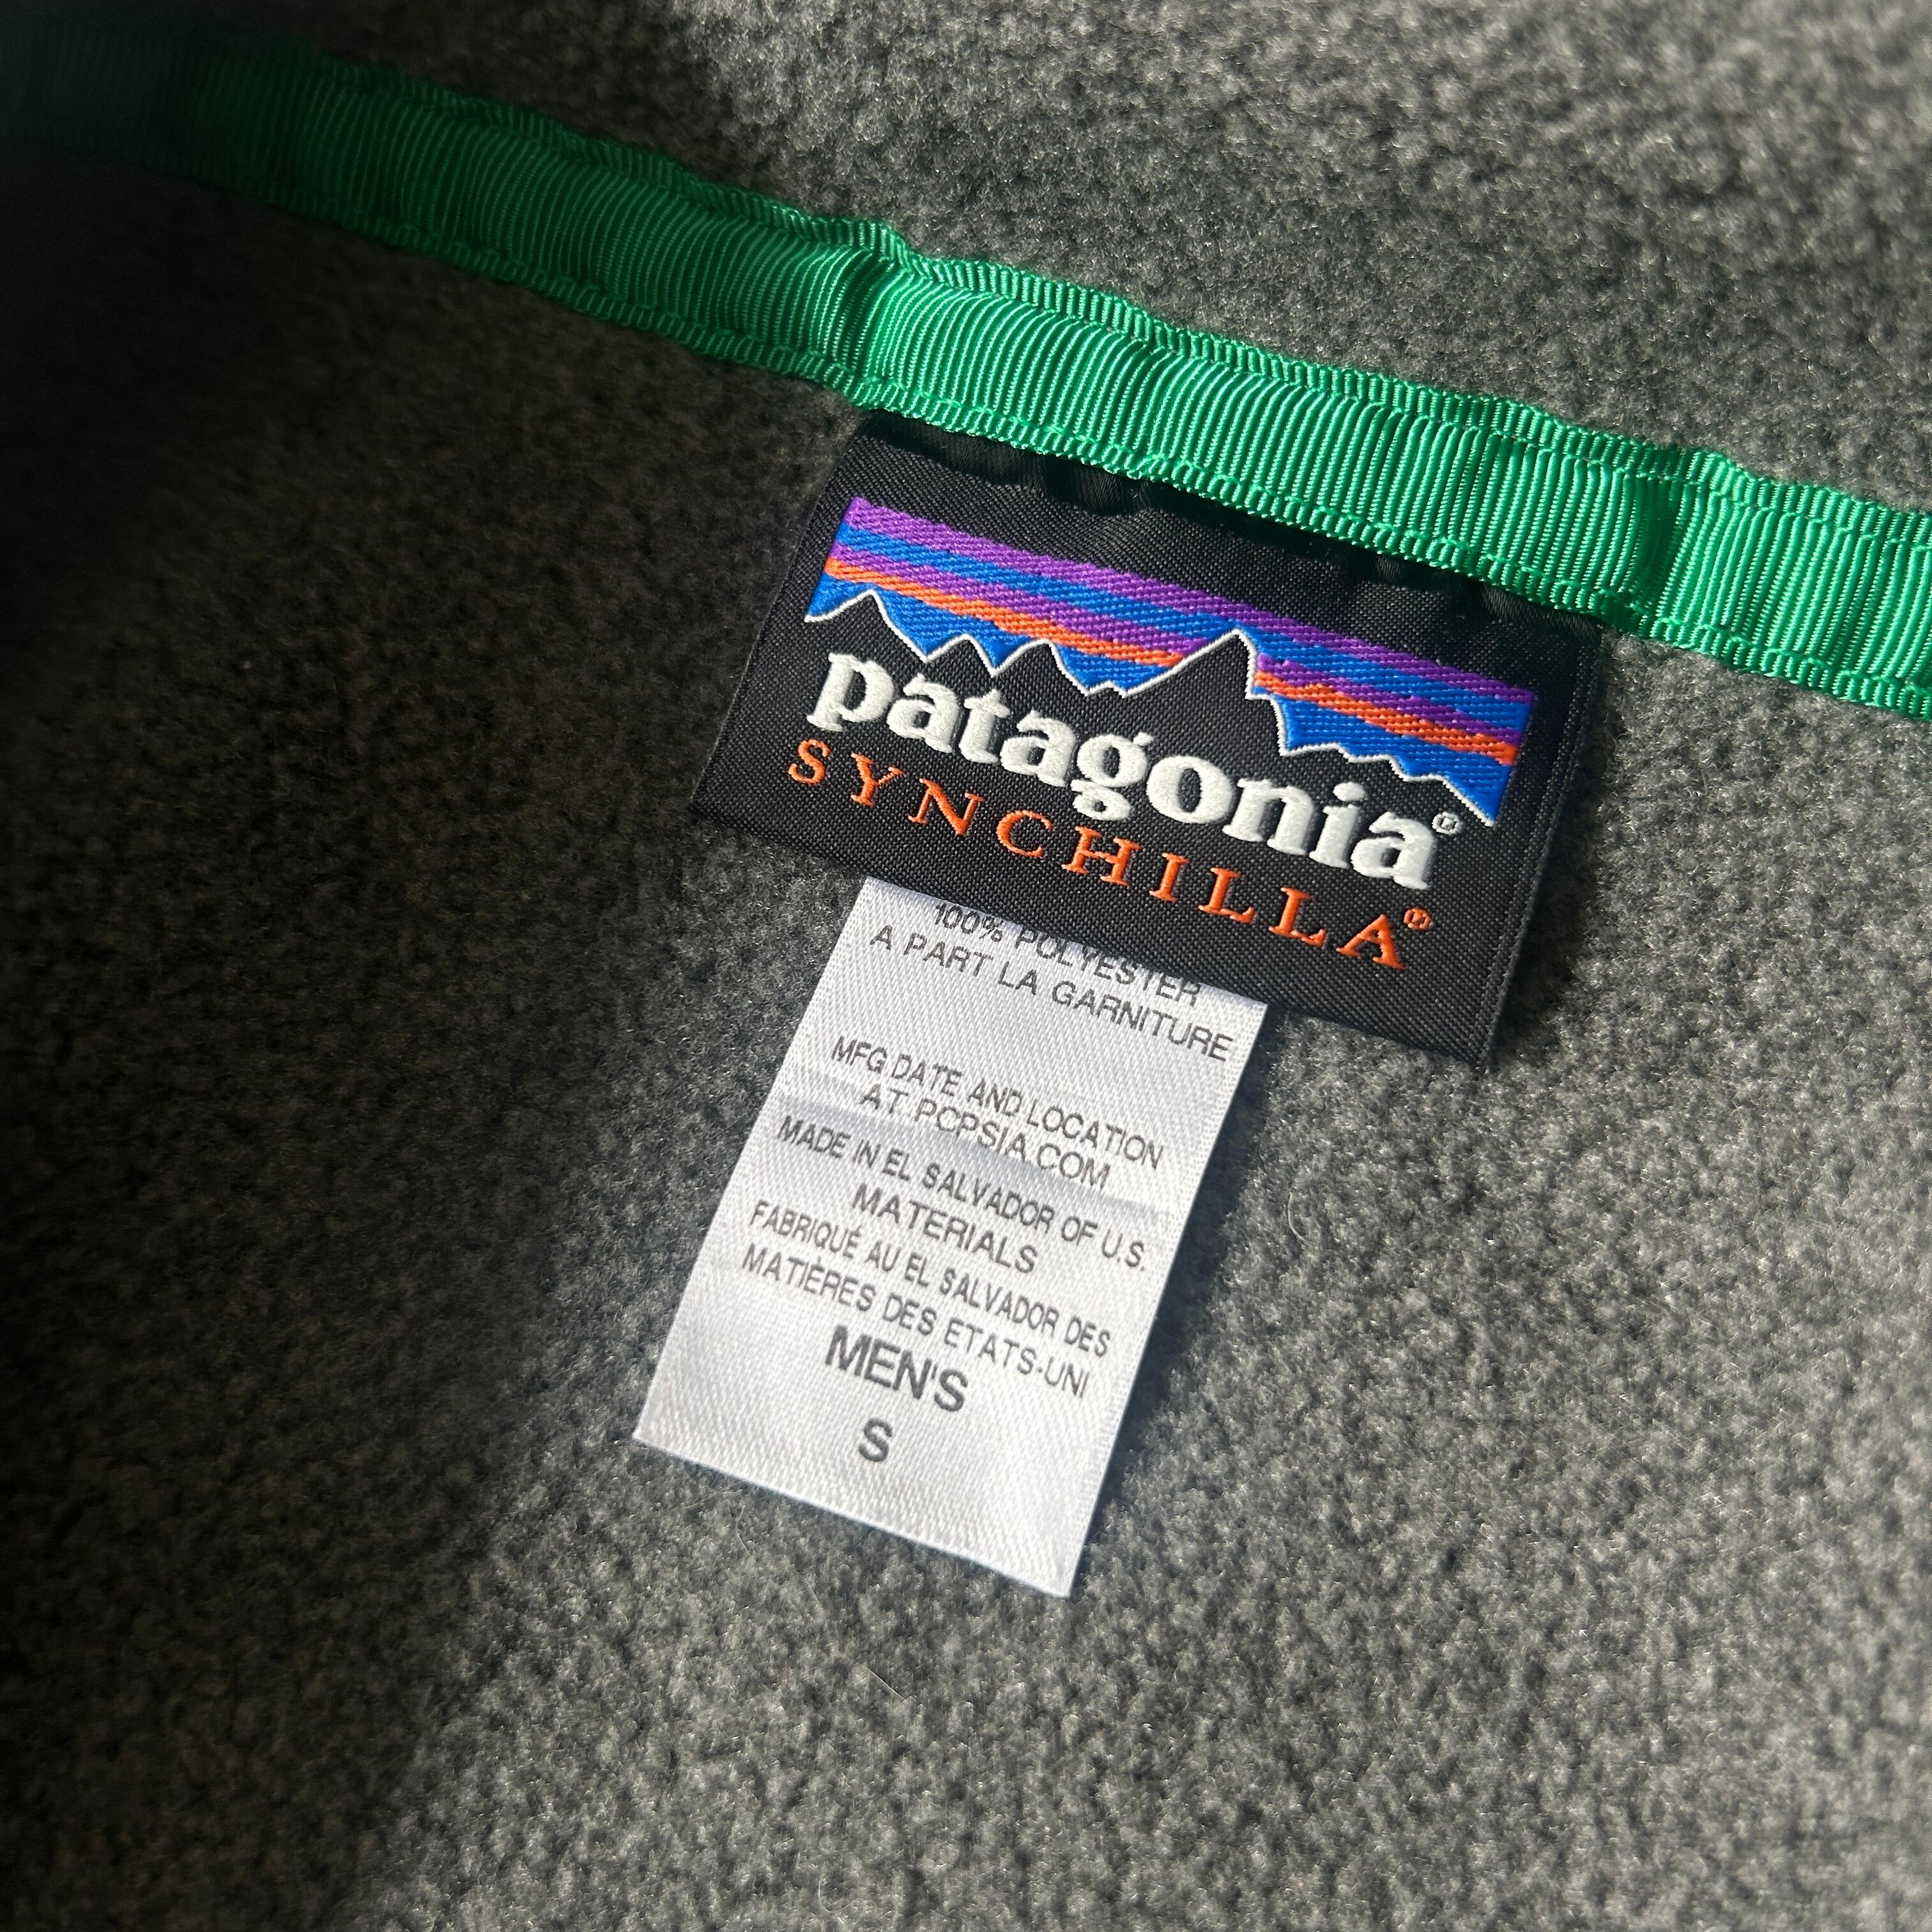 patagonia®
SYNCHILLA®
100% POLYESTER
A PART LA GARNITURE
MFG DATE AND LOCATION
AT PCPSIA.COM
MADE IN EL SALVADOR OF U.S.
MATERIALS
FABRIQUÉ AU EL SALVADOR DES
MATIÈRES DES ETATS-UNI
MEN'S
S